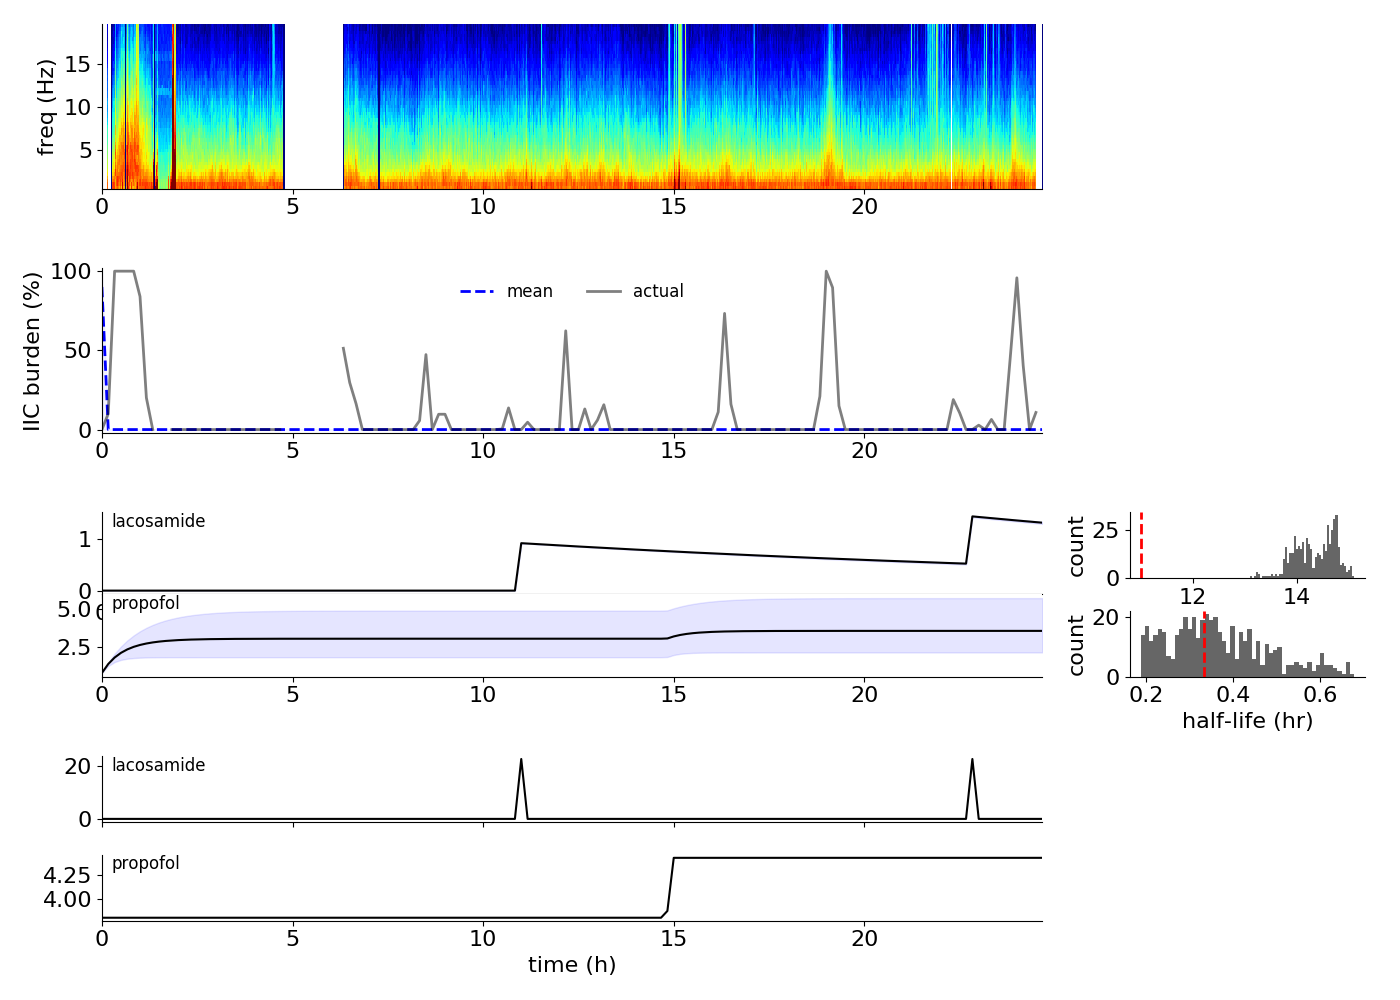 freq (Hz)
15
10
5
0 5 10 15 20
IIC burden (%)
100
50
0
mean actual
0 5 10 15 20
lacosamide
1
0
count
25
0
12 14
propofol
5.0
2.5
0 5 10 15 20
count
20
0
0.2 0.4 0.6
half-life (hr)
lacosamide
20
0
propofol
4.25
4.00
0 5 10 15 20
time (h)